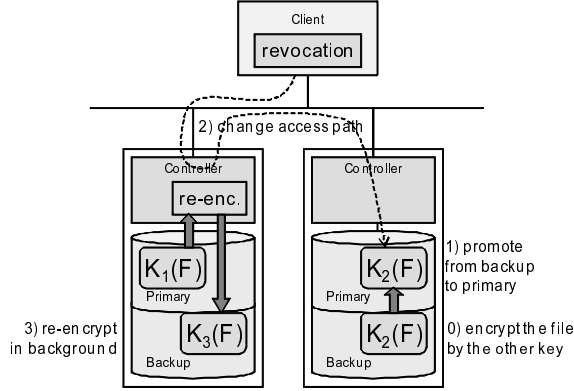 Client
revocation
2) change access path
Controller
re-enc.
Controller
K1(F)
Primary
K3(F)
Backup
3) re-encrypt
in background
K2(F)
Primary
K2(F)
Backup
1) promote
from backup
to primary
0) encrypt the file
by the other key